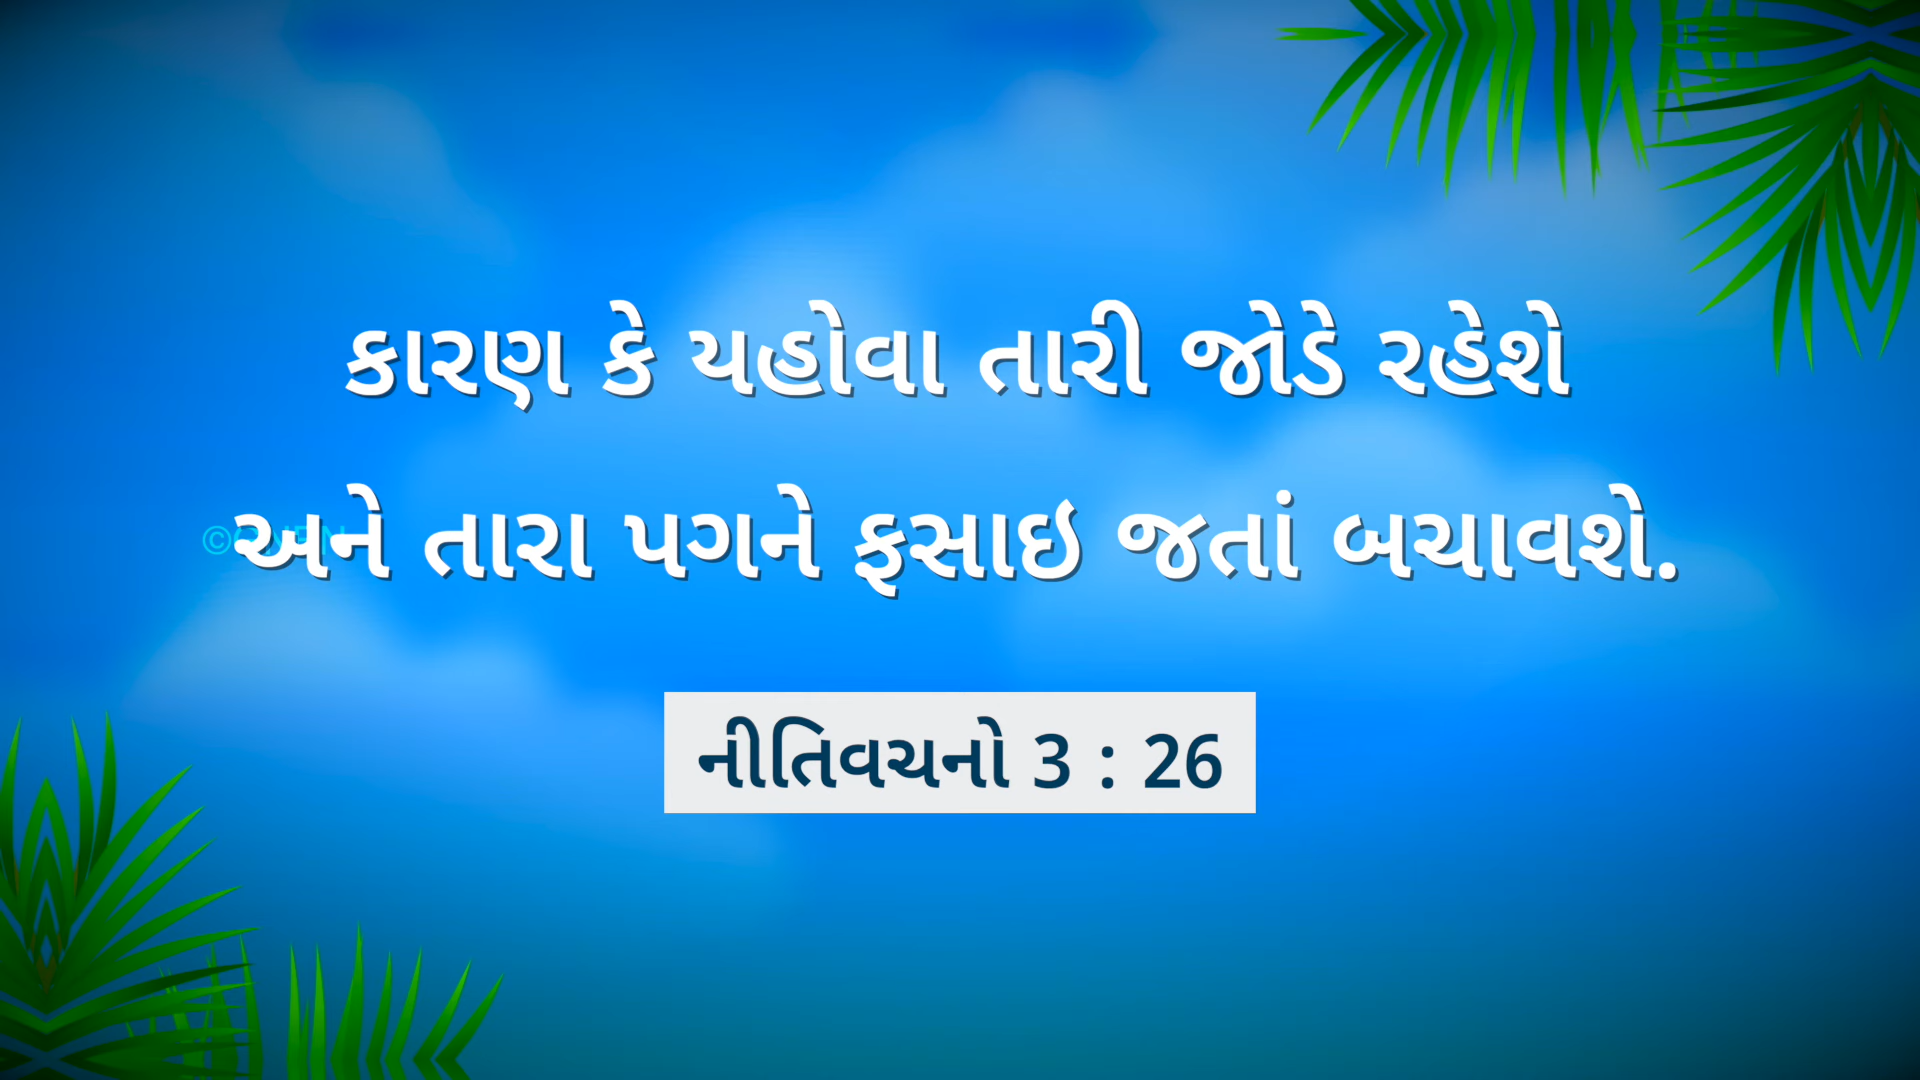 કારણ કે યહોવા તારી જોડે રહેશે
અને તારા પગને ફસાઇ જતાં બચાવશે.
નીતિવચનો 3 : 26